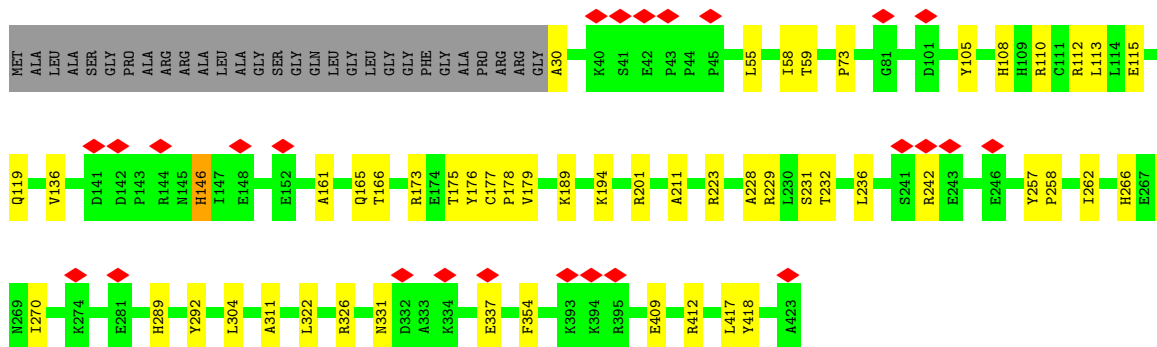 MET ALA LEU ALA ALA SER GLY PRO ALA ARG ARG ALA LEU ALA GLY SER GLY GLN LEU GLY LEU GLY GLY PHE GLY ALA PRO ARG ARG GLY A30 K40 S41 E42 P43 P44 P45 L55 I58 T59 P73 G81 D101 Y105 H108 H109 R110 C111 R112 L113 L114 E115
Q119 V136 D141 D142 P143 R144 N145 H146 I147 E148 E152 A161 Q165 T166 R173 E174 T175 Y176 C177 P178 V179 K189 K194 R201 A211 R223 A228 R229 L230 S231 T232 L236 S241 R242 E243 E246 Y257 P258 I262 H266 E267
N269 I270 K274 E281 H289 Y292 L304 A311 L322 R326 N331 D332 A333 K334 E337 F354 K393 K394 R395 E409 R412 L417 Y418 A423